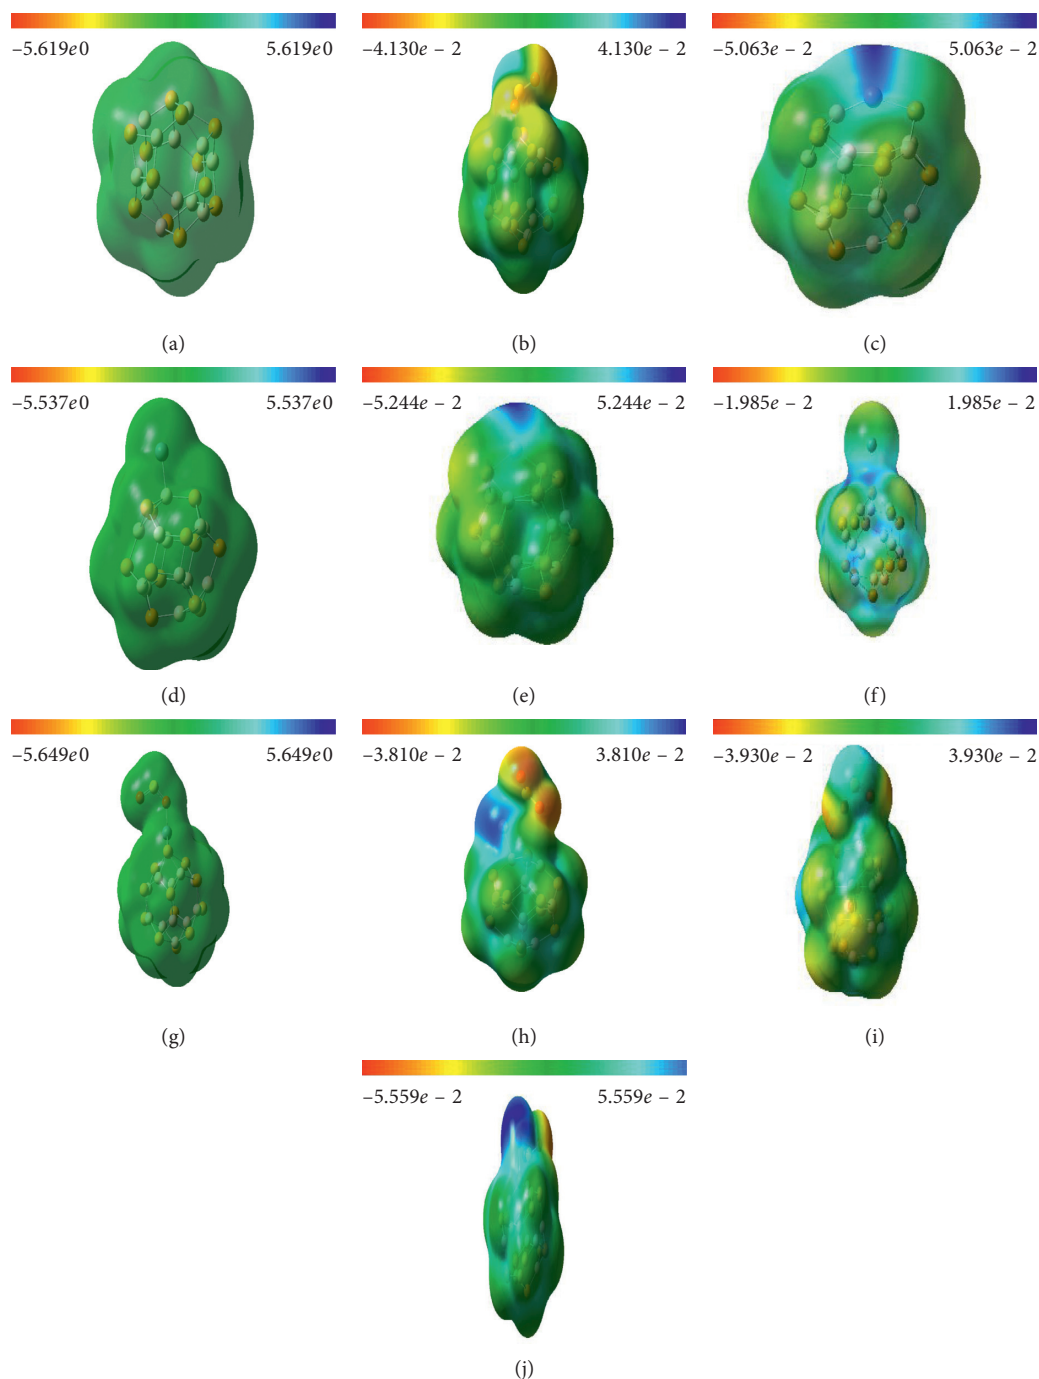 −5.619e0 5.619e0 −4.130e − 2 4.130e − 2 −5.063e − 2 5.063e − 2
(a) (b) (c)
−5.537e0 5.537e0 −5.244e − 2 5.244e − 2 −1.985e − 2 1.985e − 2
(d) (e) (f)
−5.649e0 5.649e0 −3.810e − 2 3.810e − 2 −3.930e − 2 3.930e − 2
(g) (h) (i)
−5.559e − 2 5.559e − 2
(j)